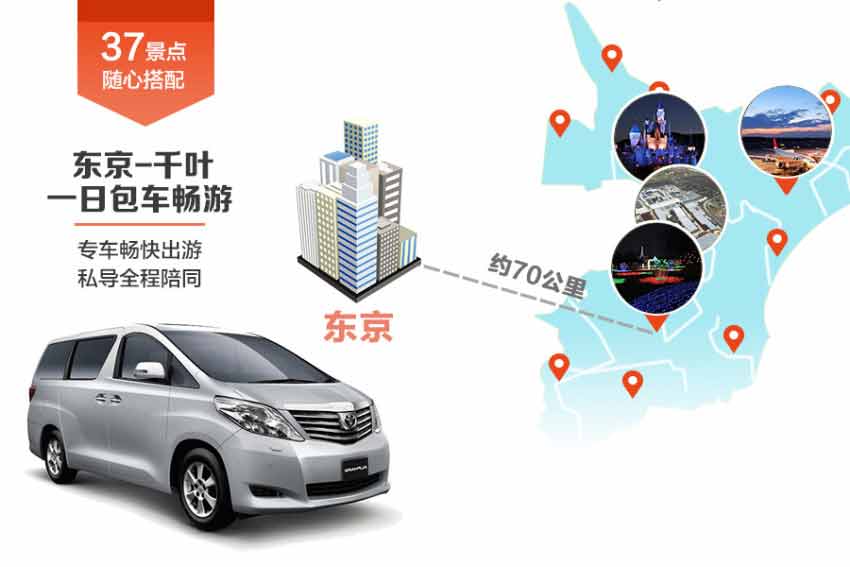 37景点
随心搭配
东京-千叶
一日包车畅游
专车畅快出游
私导全程陪同
东京
约70公里